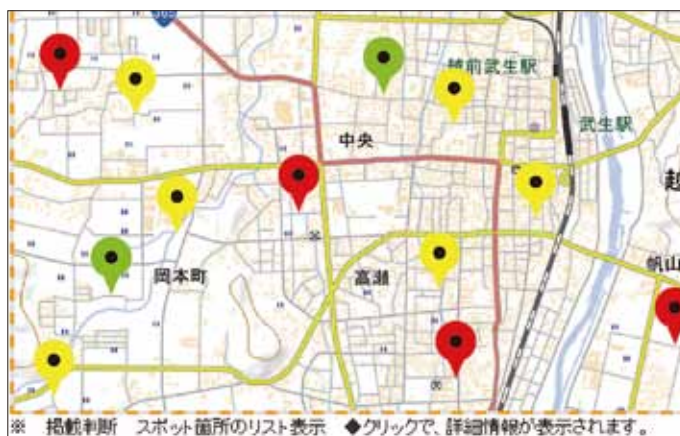 越前武生駅
武生駅
中央
越
岡本町
高瀬
帆山
※ 掲載判断 スポット箇所のリスト表示 ◆クリックで、詳細情報が表示されます。